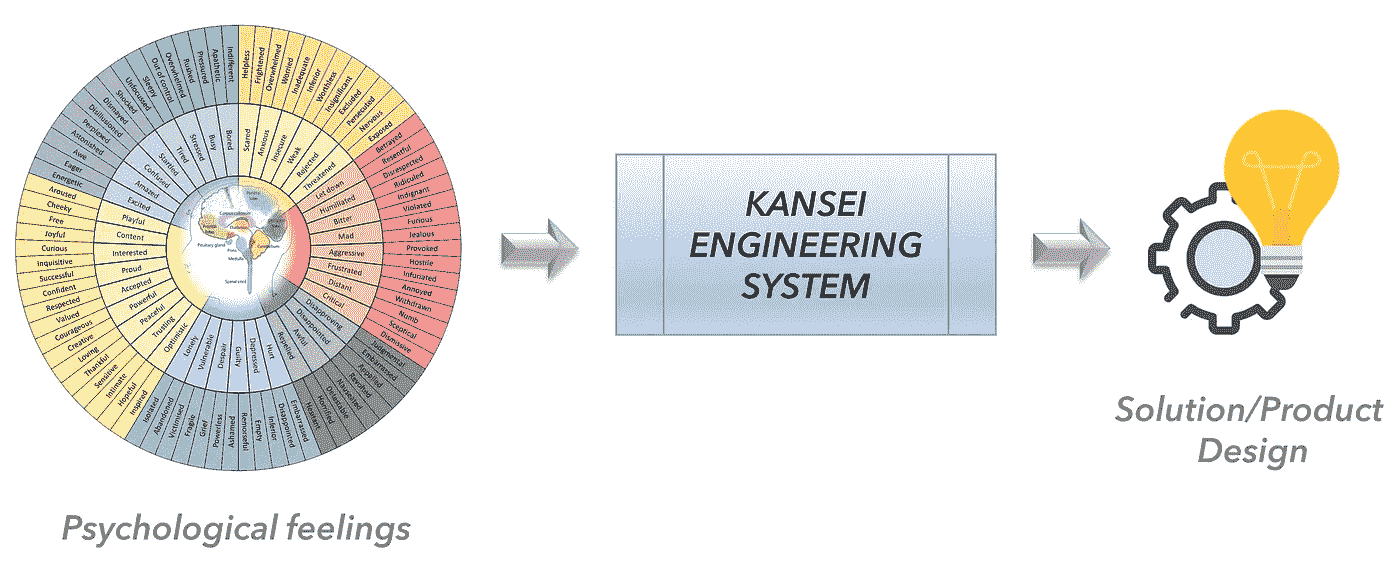 Helpless
Frightened
Overwhelmed
Worried
Inadequate
Inferior
Worthless
Insignificant
Excluded
Persecuted
Nervous
Exposed
Betrayed
Resentful
Disrespected
Ridiculed
Indignant
Violated
Furious
Jealous
Provoked
Hostile
Infuriated
Annoyed
Withdrawn
Numb
Sceptical
Dismissive
Judgmental
Embarrassed
Appalled
Revolted
Nauseated
Detestable
Horrified
Hesitant
Embarrassed
Disappointed
Inferior
Empty
Remorseful
Ashamed
Powerless
Grief
Fragile
Victimised
Abandoned
Isolated
Inspired
Hopeful
Intimate
Sensitive
Thankful
Loving
Creative
Courageous
Valued
Respected
Confident
Successful
Inquisitive
Curious
Joyful
Free
Cheeky
Aroused
Energetic
Eager
Awe
Astonished
Perplexed
Disillusioned
Dismayed
Shocked
Unfocussed
Sleepy
Out of control
Overwhelmed
Rushed
Pressured
Apathetic
Indifferent
Scared
Anxious
Insecure
Weak
Rejected
Threatened
Let down
Humiliated
Bitter
Mad
Aggressive
Frustrated
Distant
Critical
Disapproving
Disappointed
Awful
Repelled
Hurt
Depressed
Guilty
Despair
Vulnerable
Lonely
Optimistic
Trusting
Peaceful
Powerful
Accepted
Proud
Interested
Content
Playful
Excited
Amazed
Confused
Startled
Tired
Stressed
Busy
Bored
Corpus callosum
Thalamus
Pituitary gland
Pons
Cerebellum
Medulla
Spinal cord
Psychological feelings
KANSEI
ENGINEERING
SYSTEM
Solution/Product
Design